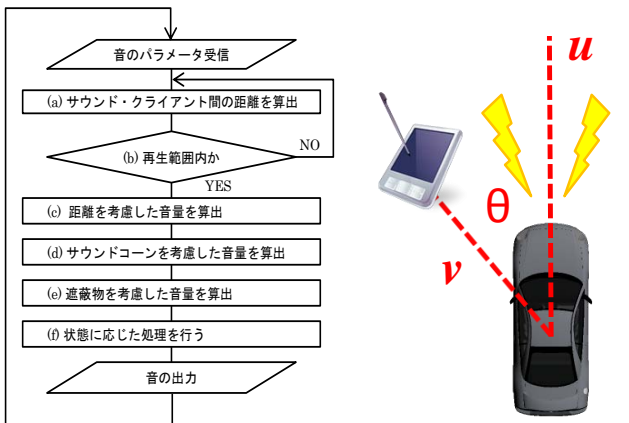 音のパラメータ受信
(a) サウンド・クライアント間の距離を算出
(b) 再生範囲内か
NO
YES
(c) 距離を考慮した音量を算出
(d) サウンドコーンを考慮した音量を算出
(e) 遮蔽物を考慮した音量を算出
(f) 状態に応じた処理を行う
音の出力
u
θ
v